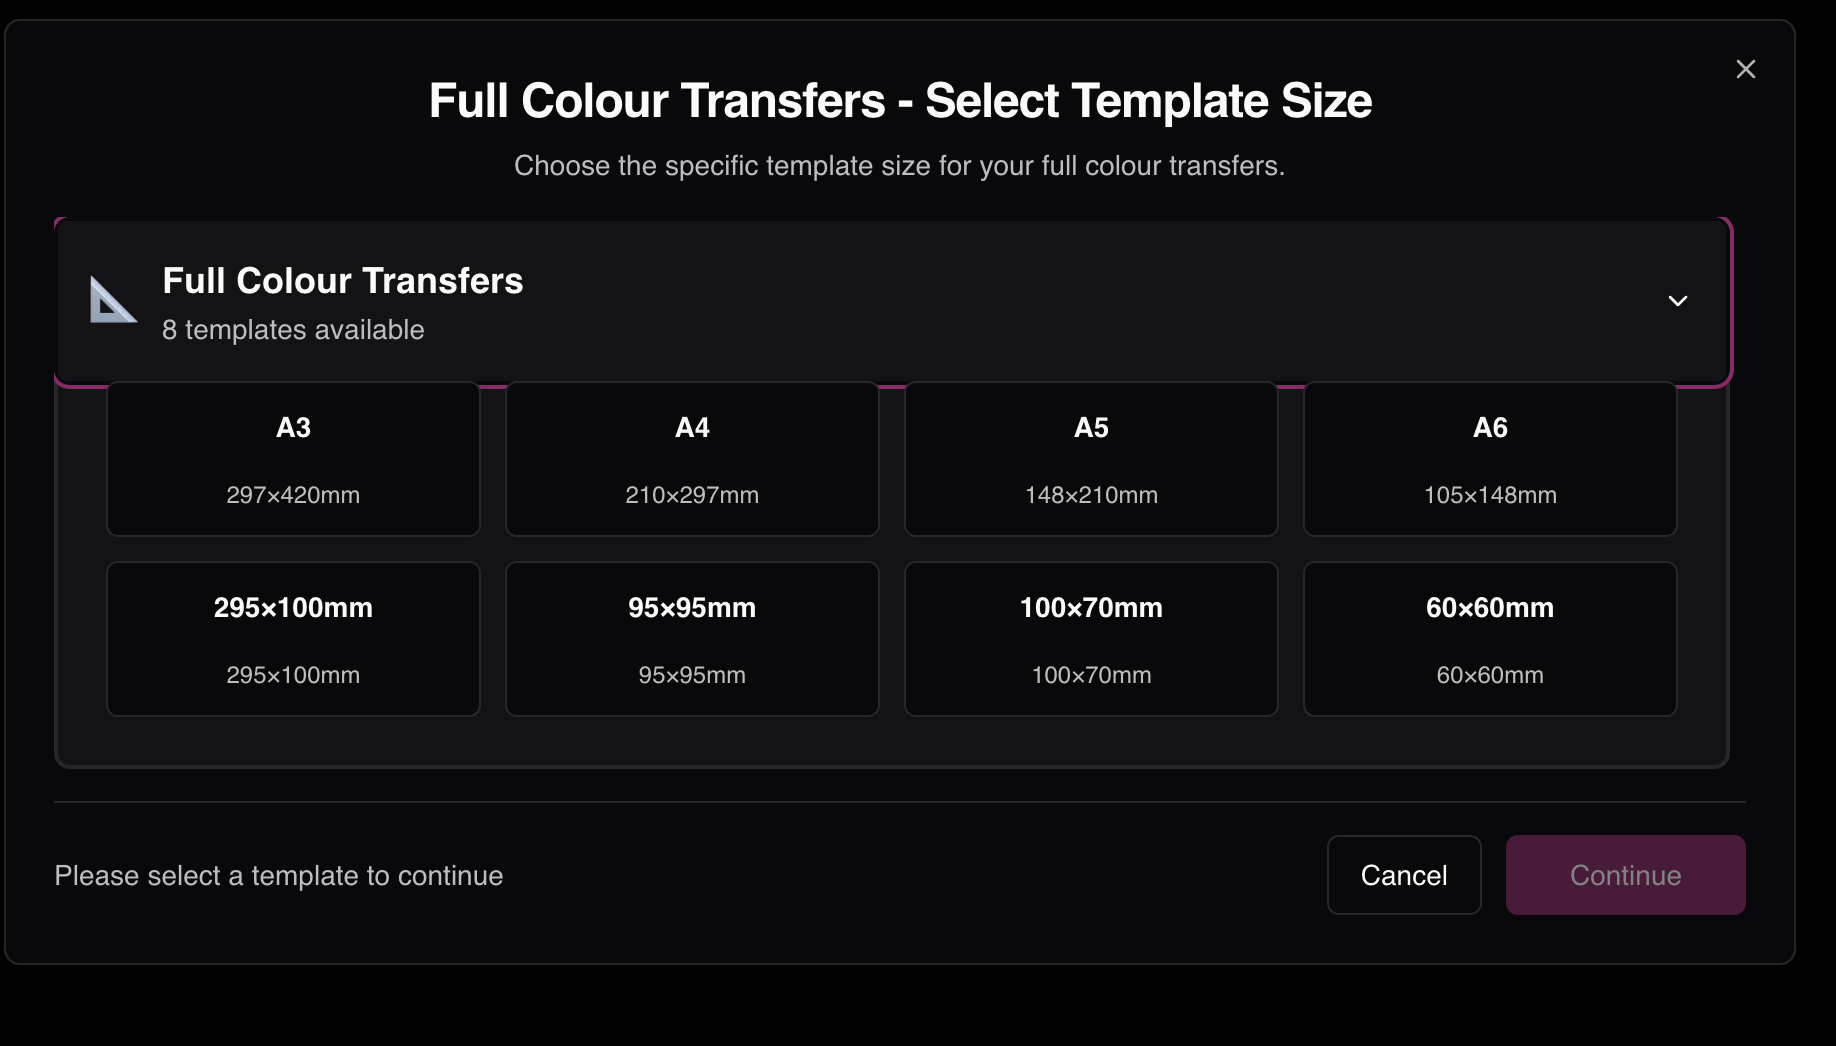 Full Colour Transfers - Select Template Size
Choose the specific template size for your full colour transfers.
Full Colour Transfers
8 templates available
A3
297×420mm
A4
210×297mm
A5
148×210mm
A6
105×148mm
295×100mm
295×100mm
95×95mm
95×95mm
100×70mm
100×70mm
60×60mm
60×60mm
Please select a template to continue
Cancel
Continue